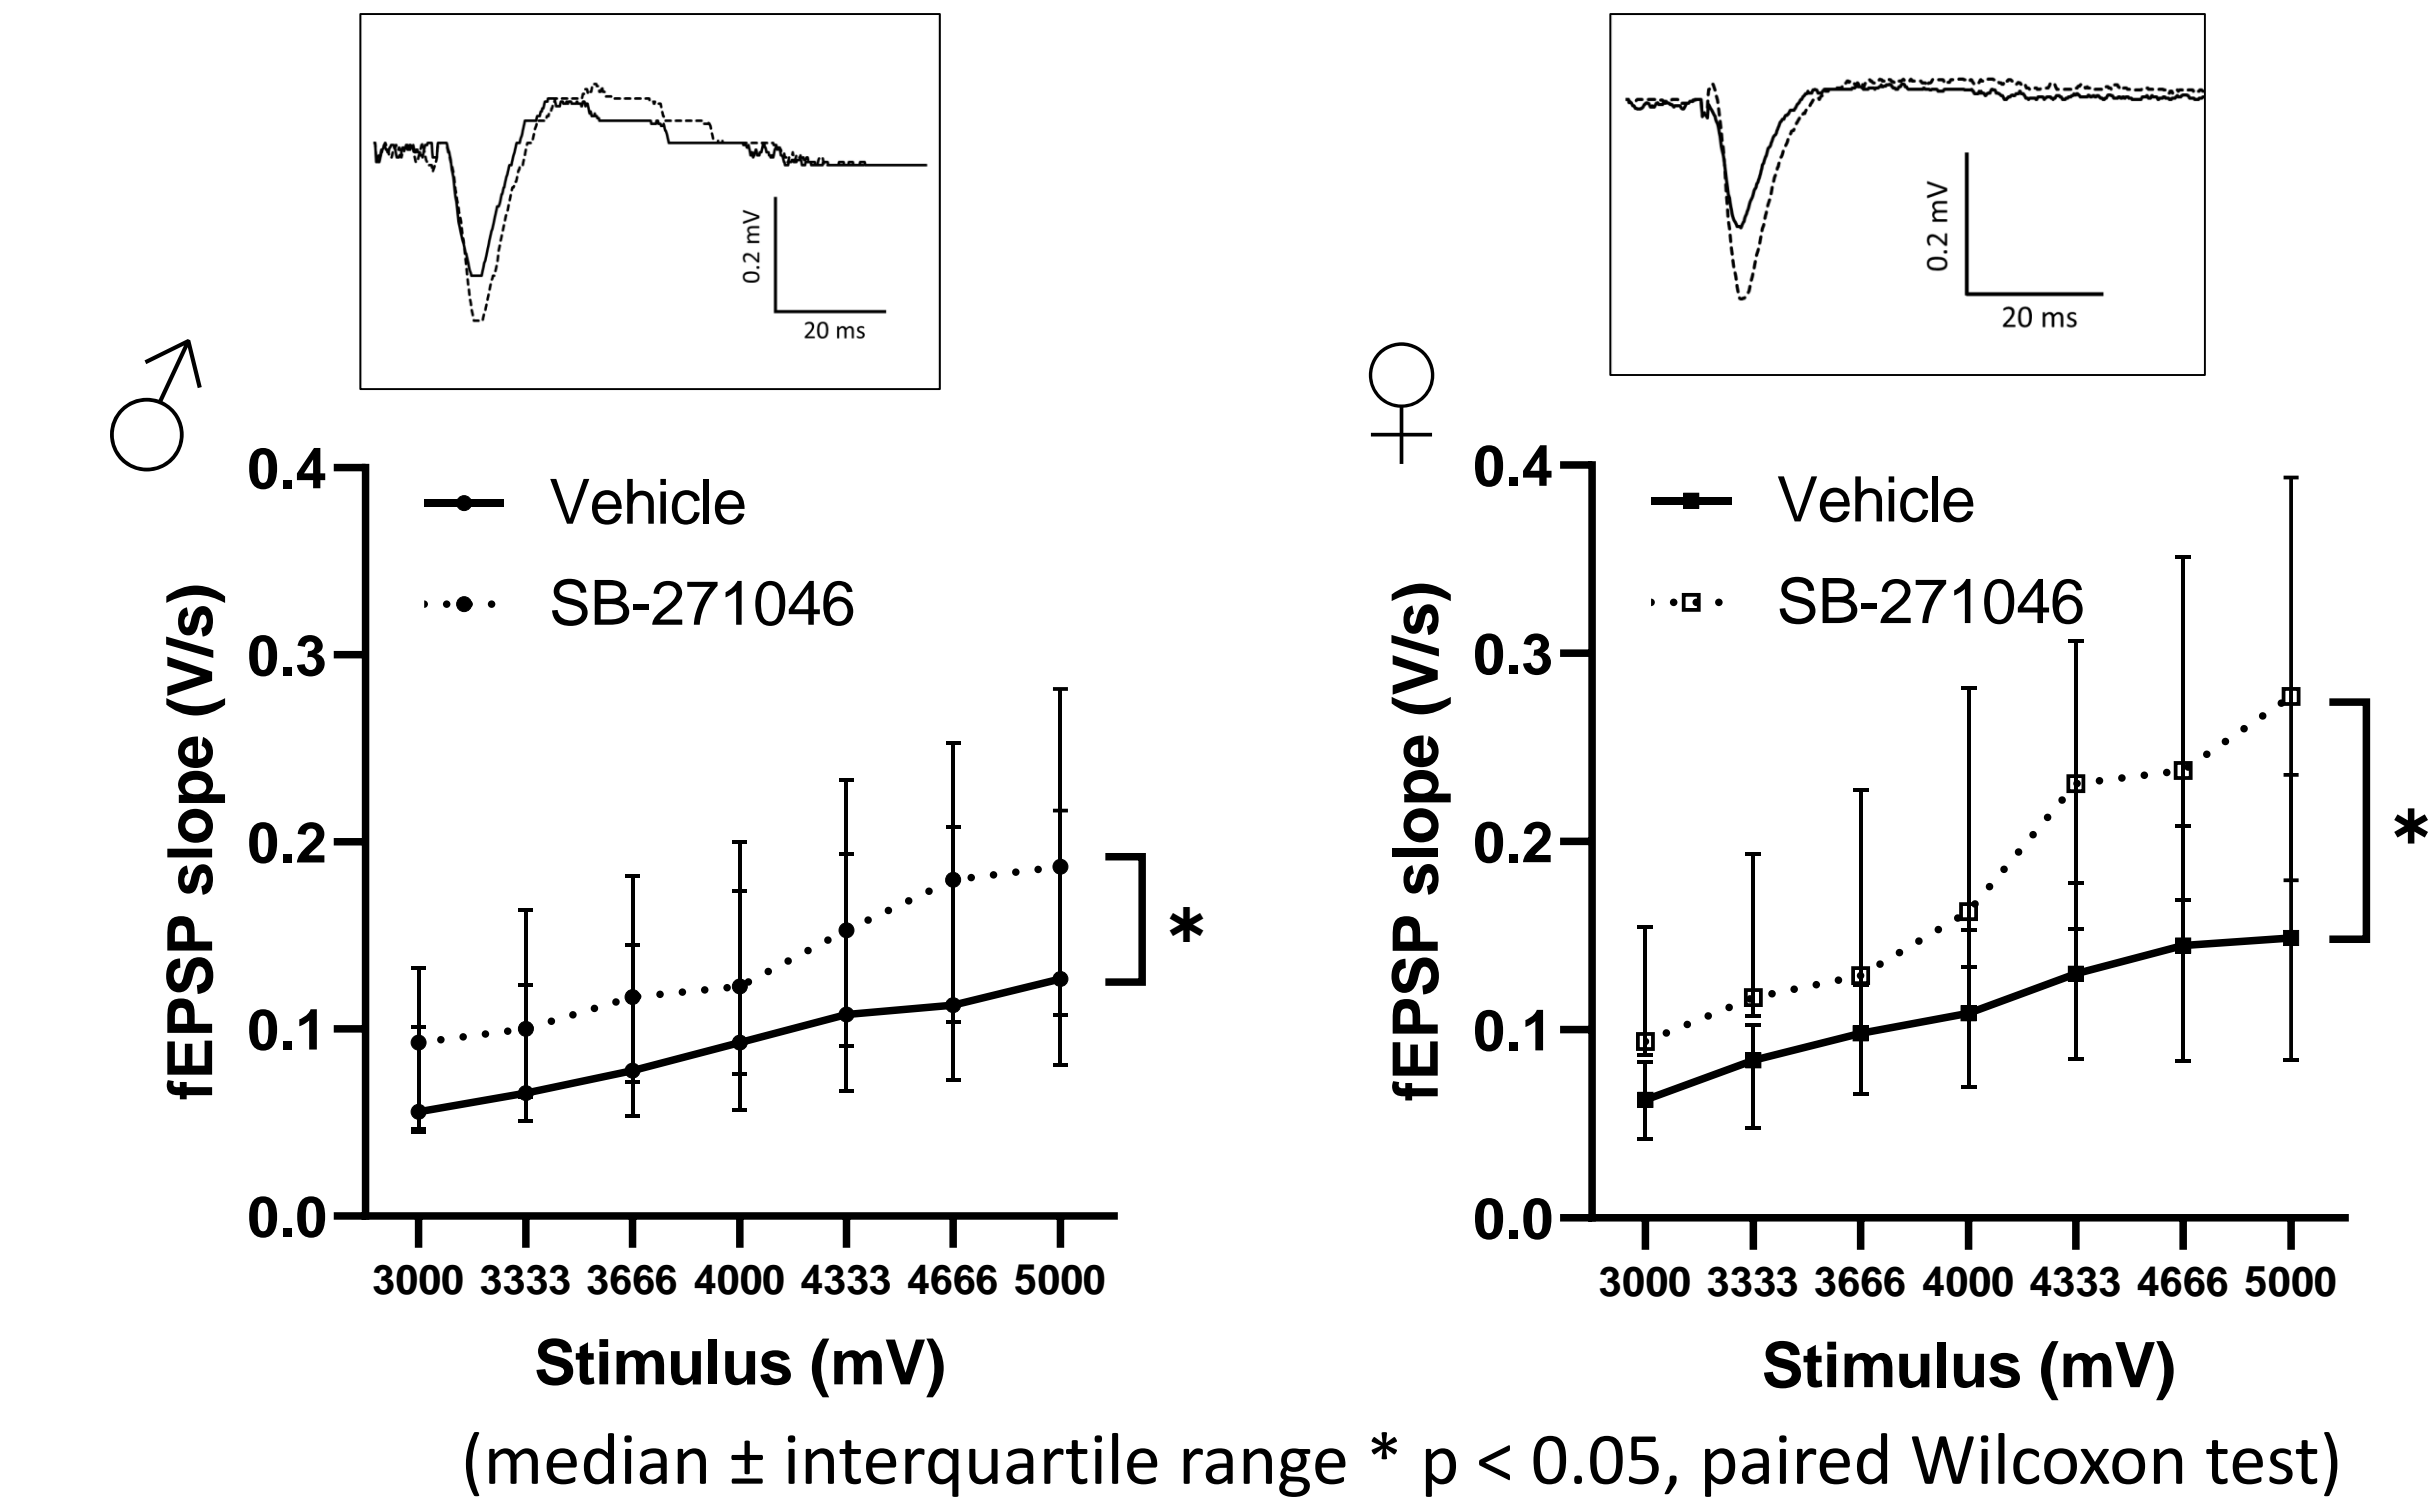 0.2 mV
20 ms
0.2 mV
20 ms
♂
♀
Vehicle
SB-271046
fEPSP slope (V/s)
0.4
0.3
0.2
0.1
0.0
*
3000 3333 3666 4000 4333 4666 5000
Stimulus (mV)
Vehicle
SB-271046
fEPSP slope (V/s)
0.4
0.3
0.2
0.1
0.0
*
3000 3333 3666 4000 4333 4666 5000
Stimulus (mV)
(median ± interquartile range * p < 0.05, paired Wilcoxon test)